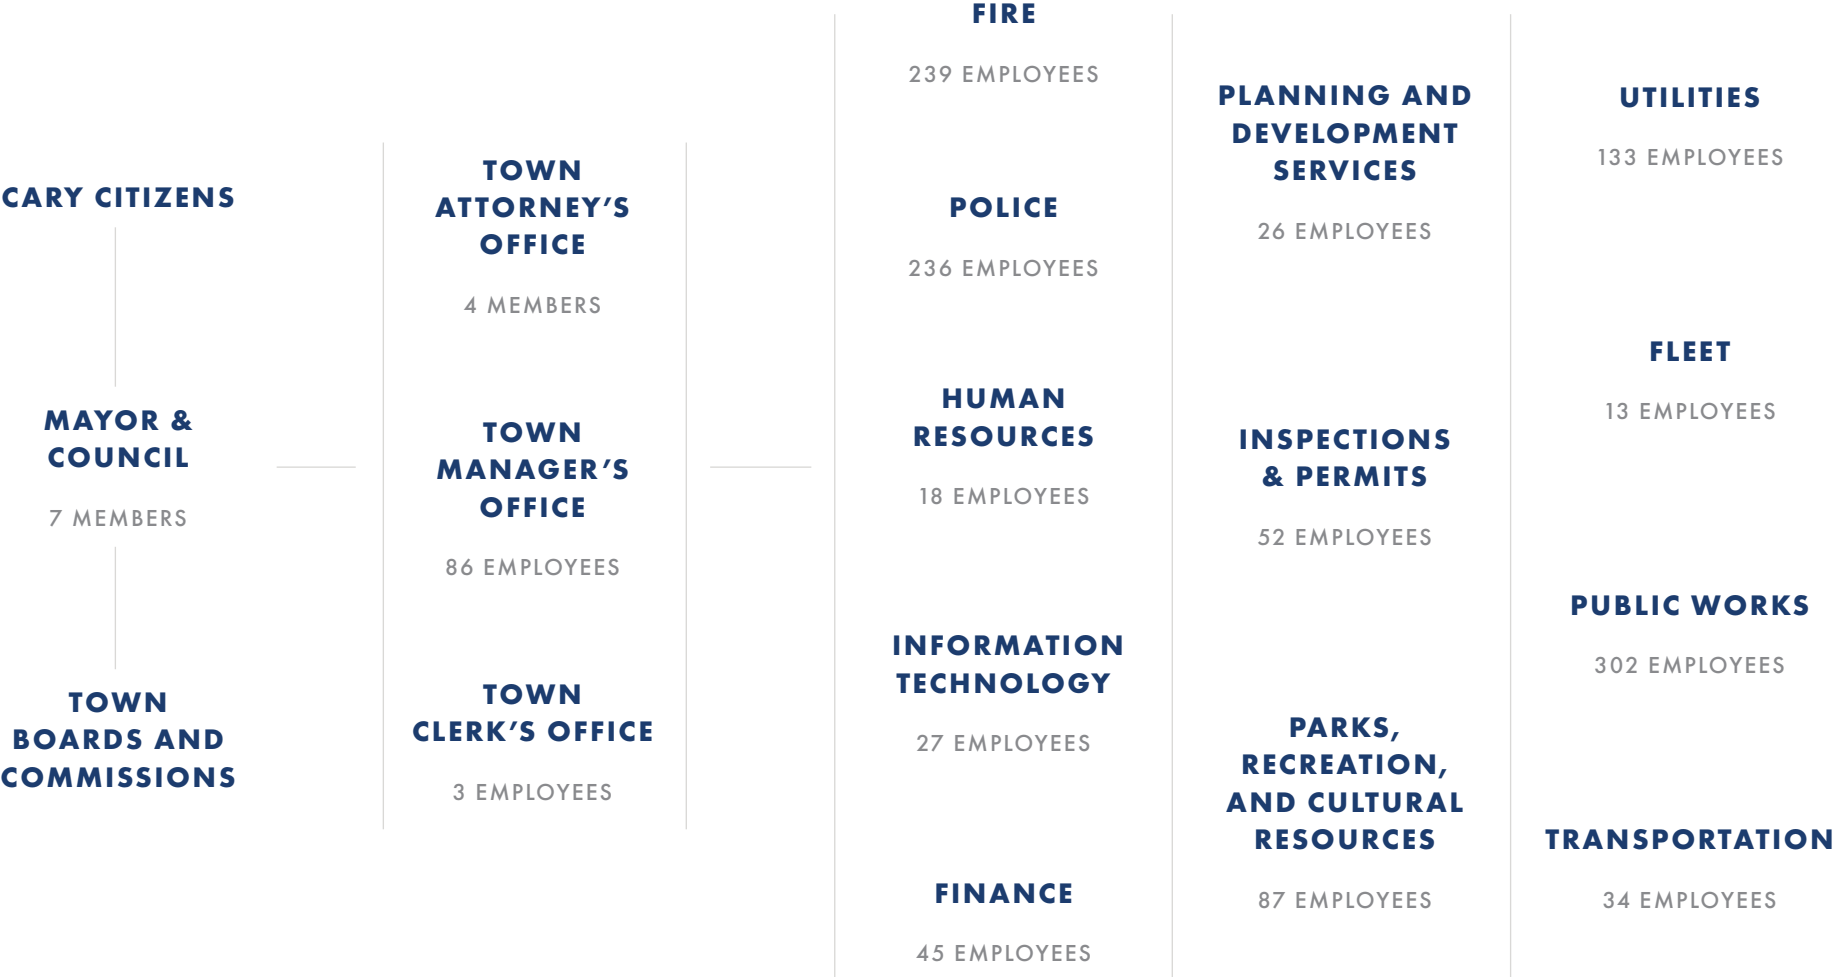 CARY CITIZENS
MAYOR &
COUNCIL
7 MEMBERS
TOWN
BOARDS AND
COMMISSIONS
TOWN
ATTORNEY’S
OFFICE
4 MEMBERS
TOWN
MANAGER’S
OFFICE
86 EMPLOYEES
TOWN
CLERK’S OFFICE
3 EMPLOYEES
FIRE
239 EMPLOYEES
POLICE
236 EMPLOYEES
HUMAN
RESOURCES
18 EMPLOYEES
INFORMATION
TECHNOLOGY
27 EMPLOYEES
FINANCE
45 EMPLOYEES
PLANNING AND
DEVELOPMENT
SERVICES
26 EMPLOYEES
INSPECTIONS
& PERMITS
52 EMPLOYEES
PARKS,
RECREATION,
AND CULTURAL
RESOURCES
87 EMPLOYEES
UTILITIES
133 EMPLOYEES
FLEET
13 EMPLOYEES
PUBLIC WORKS
302 EMPLOYEES
TRANSPORTATION
34 EMPLOYEES